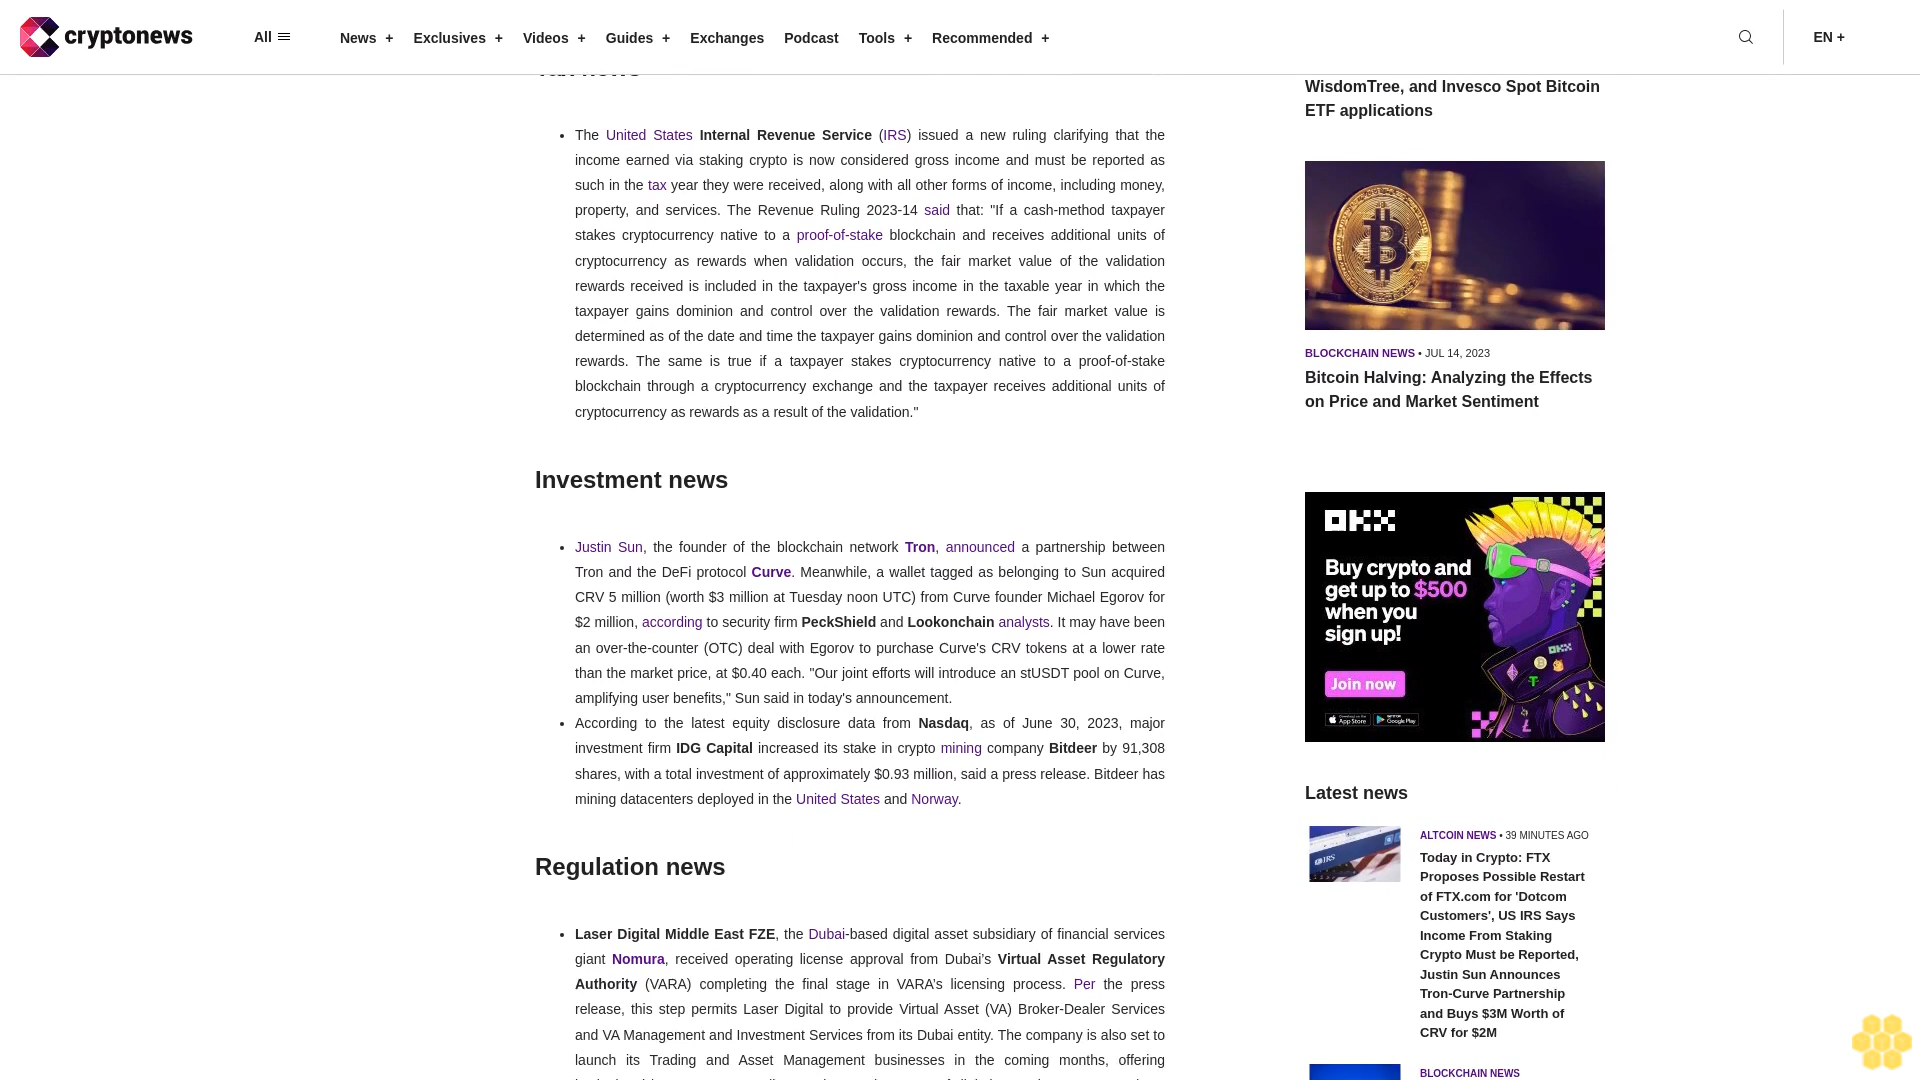 cryptonews
All
News +
Exclusives +
Videos +
Guides +
Exchanges
Podcast
Tools +
Recommended +
EN +
The United States Internal Revenue Service (IRS) issued a new ruling clarifying that the
income earned via staking crypto is now considered gross income and must be reported as
such in the tax year they were received, along with all other forms of income, including money,
property, and services. The Revenue Ruling 2023-14 said that: "If a cash-method taxpayer
stakes cryptocurrency native to a proof-of-stake blockchain and receives additional units of
cryptocurrency as rewards when validation occurs, the fair market value of the validation
rewards received is included in the taxpayer's gross income in the taxable year in which the
taxpayer gains dominion and control over the validation rewards. The fair market value is
determined as of the date and time the taxpayer gains dominion and control over the validation
rewards. The same is true if a taxpayer stakes cryptocurrency native to a proof-of-stake
blockchain through a cryptocurrency exchange and the taxpayer receives additional units of
cryptocurrency as rewards as a result of the validation."
Investment news
Justin Sun, the founder of the blockchain network Tron, announced a partnership between
Tron and the DeFi protocol Curve. Meanwhile, a wallet tagged as belonging to Sun acquired
CRV 5 million (worth $3 million at Tuesday noon UTC) from Curve founder Michael Egorov for
$2 million, according to security firm PeckShield and Lookonchain analysts. It may have been
an over-the-counter (OTC) deal with Egorov to purchase Curve's CRV tokens at a lower rate
than the market price, at $0.40 each. "Our joint efforts will introduce an stUSDT pool on Curve,
amplifying user benefits," Sun said in today's announcement.
According to the latest equity disclosure data from Nasdaq, as of June 30, 2023, major
investment firm IDG Capital increased its stake in crypto mining company Bitdeer by 91,308
shares, with a total investment of approximately $0.93 million, said a press release. Bitdeer has
mining datacenters deployed in the United States and Norway.
Regulation news
Laser Digital Middle East FZE, the Dubai-based digital asset subsidiary of financial services
giant Nomura, received operating license approval from Dubai’s Virtual Asset Regulatory
Authority (VARA) completing the final stage in VARA’s licensing process. Per the press
release, this step permits Laser Digital to provide Virtual Asset (VA) Broker-Dealer Services
and VA Management and Investment Services from its Dubai entity. The company is also set to
launch its Trading and Asset Management businesses in the coming months, offering
WisdomTree, and Invesco Spot Bitcoin
ETF applications
BLOCKCHAIN NEWS • JUL 14, 2023
Bitcoin Halving: Analyzing the Effects
on Price and Market Sentiment
OKX
Buy crypto and
get up to $500
when you
sign up!
Join now
App Store
Google Play
Latest news
IRS
ALTCOIN NEWS • 39 MINUTES AGO
Today in Crypto: FTX
Proposes Possible Restart
of FTX.com for 'Dotcom
Customers', US IRS Says
Income From Staking
Crypto Must be Reported,
Justin Sun Announces
Tron-Curve Partnership
and Buys $3M Worth of
CRV for $2M
BLOCKCHAIN NEWS